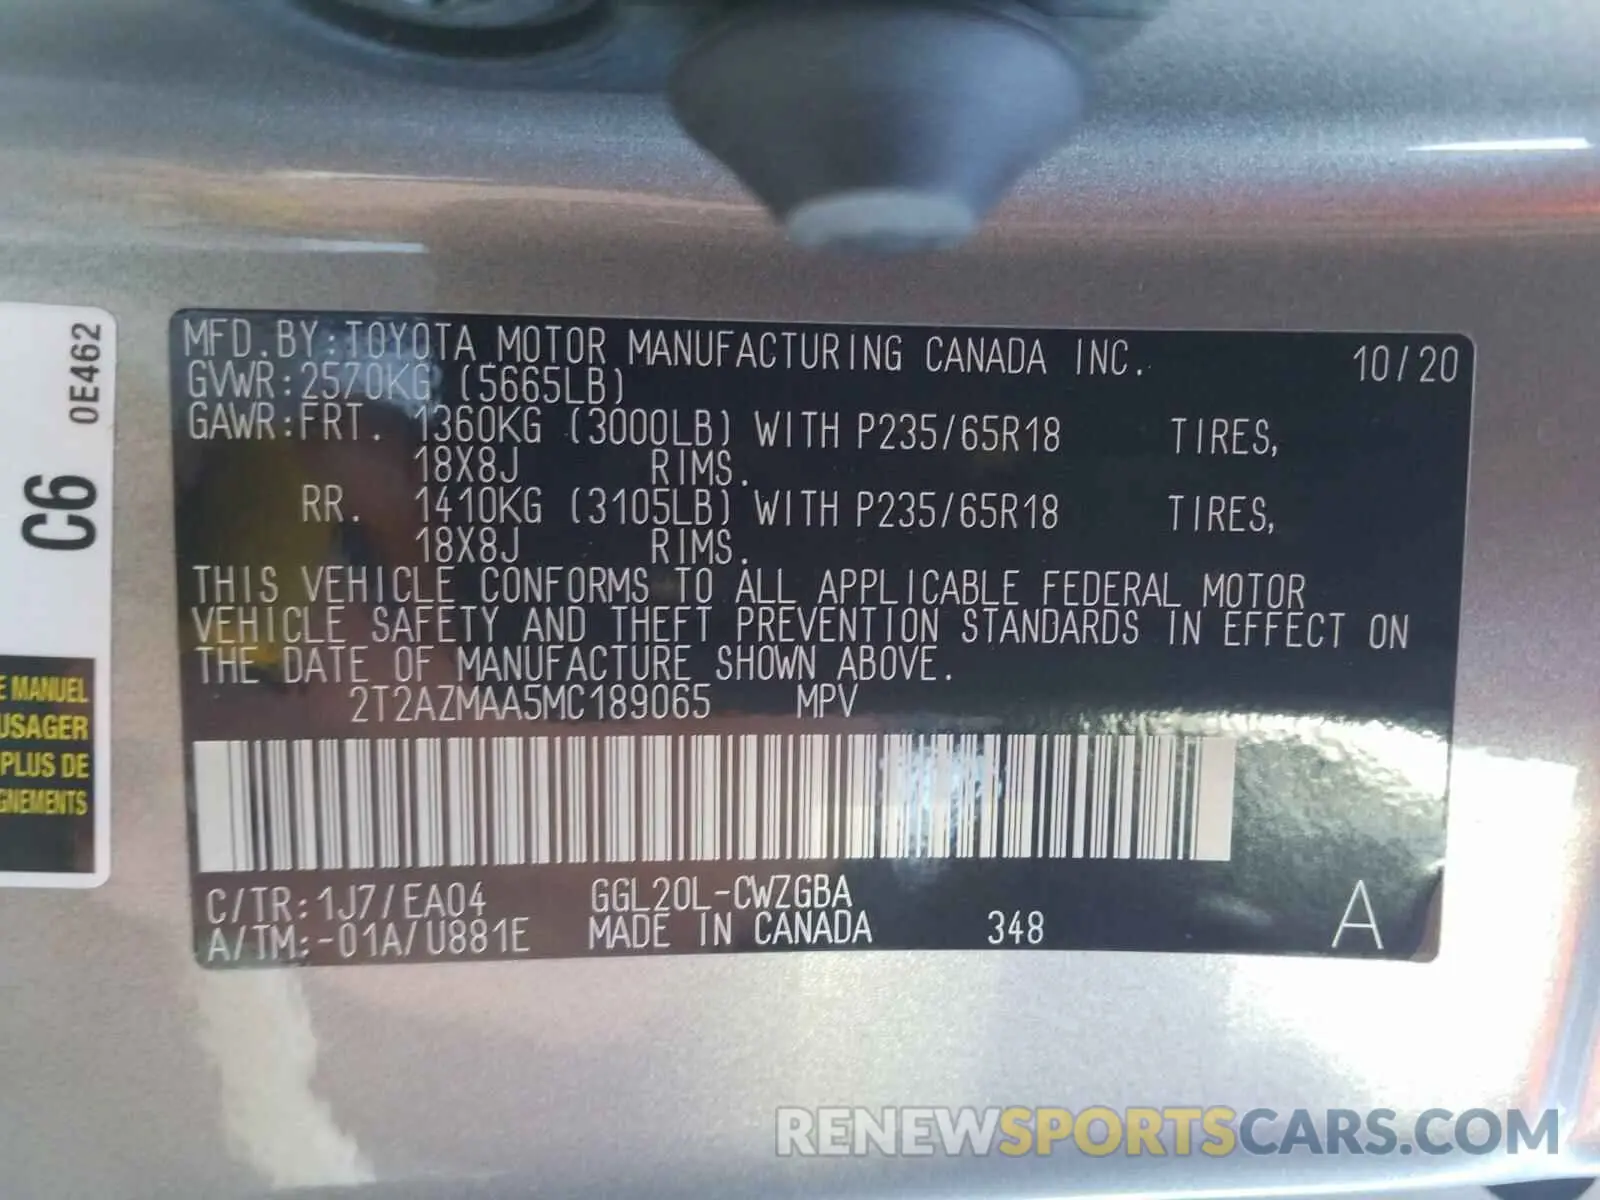 MFD. BY: TOYOTA MOTOR MANUFACTURING CANADA INC. 10/20
GVWR: 2570KG (5665LB)
GAWR: FRT. 1360KG (3000LB) WITH P235/65R18 TIRES,
18X8J RIMS.
RR. 1410KG (3105LB) WITH P235/65R18 TIRES,
18X8J RIMS.
THIS VEHICLE CONFORMS TO ALL APPLICABLE FEDERAL MOTOR
VEHICLE SAFETY AND THEFT PREVENTION STANDARDS IN EFFECT ON
THE DATE OF MANUFACTURE SHOWN ABOVE.
2T2AZMAA5MC189065 MPV
C/TR: 1J7/EA04 GGL20L-CWZGBA
A/TM: -01A/U881E MADE IN CANADA 348 A
C6 0E462
E MANUEL
USAGER
PLUS DE
GNEMENTS
RENEWSPORTSCARS.COM